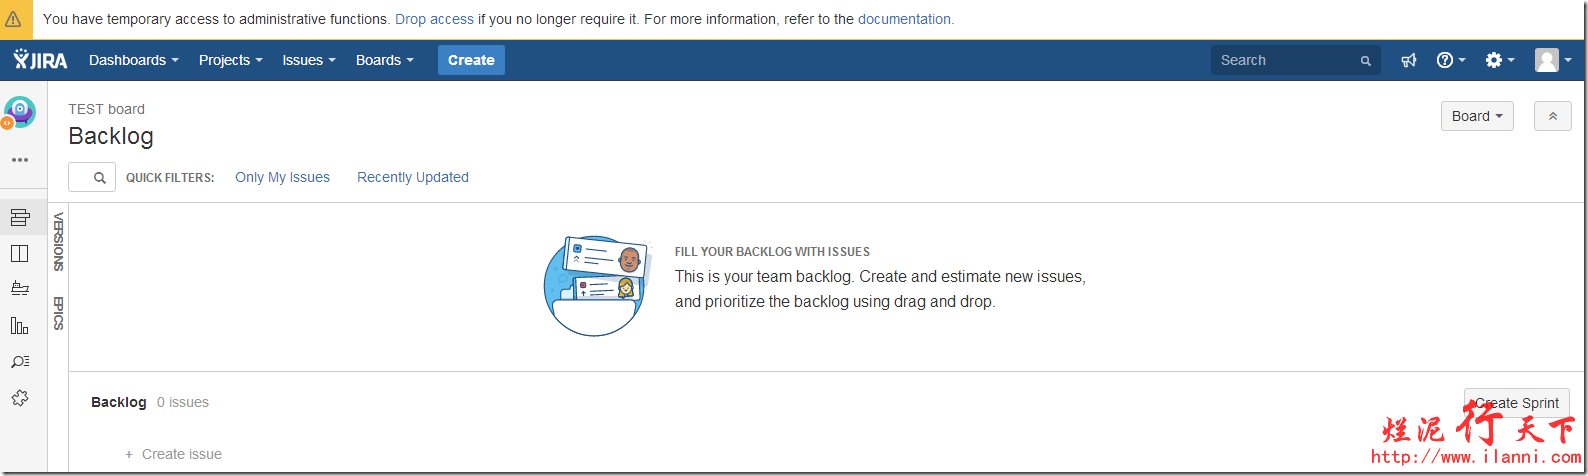 You have temporary access to administrative functions. Drop access if you no longer require it. For more information, refer to the documentation.
JIRA Dashboards Projects Issues Boards Create Search
TEST board
Backlog
Board
QUICK FILTERS: Only My Issues Recently Updated
VERSIONS
EPICS
FILL YOUR BACKLOG WITH ISSUES
This is your team backlog. Create and estimate new issues,
and prioritize the backlog using drag and drop.
Backlog 0 issues
Create Sprint
+ Create issue
烂泥行天下
http://www.ilanni.com